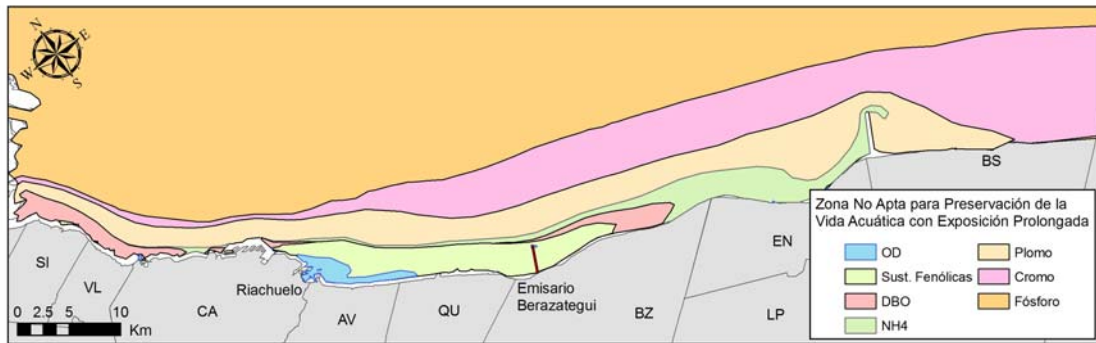 N
E
W
S
SI
VL
CA
Riachuelo
AV
QU
Emisario
Berazategui
BZ
EN
LP
BS
0 2.5 5 10
Km
Zona No Apta para Preservación de la
Vida Acuática con Exposición Prolongada
OD
Sust. Fenólicas
DBO
NH4
Plomo
Cromo
Fósforo